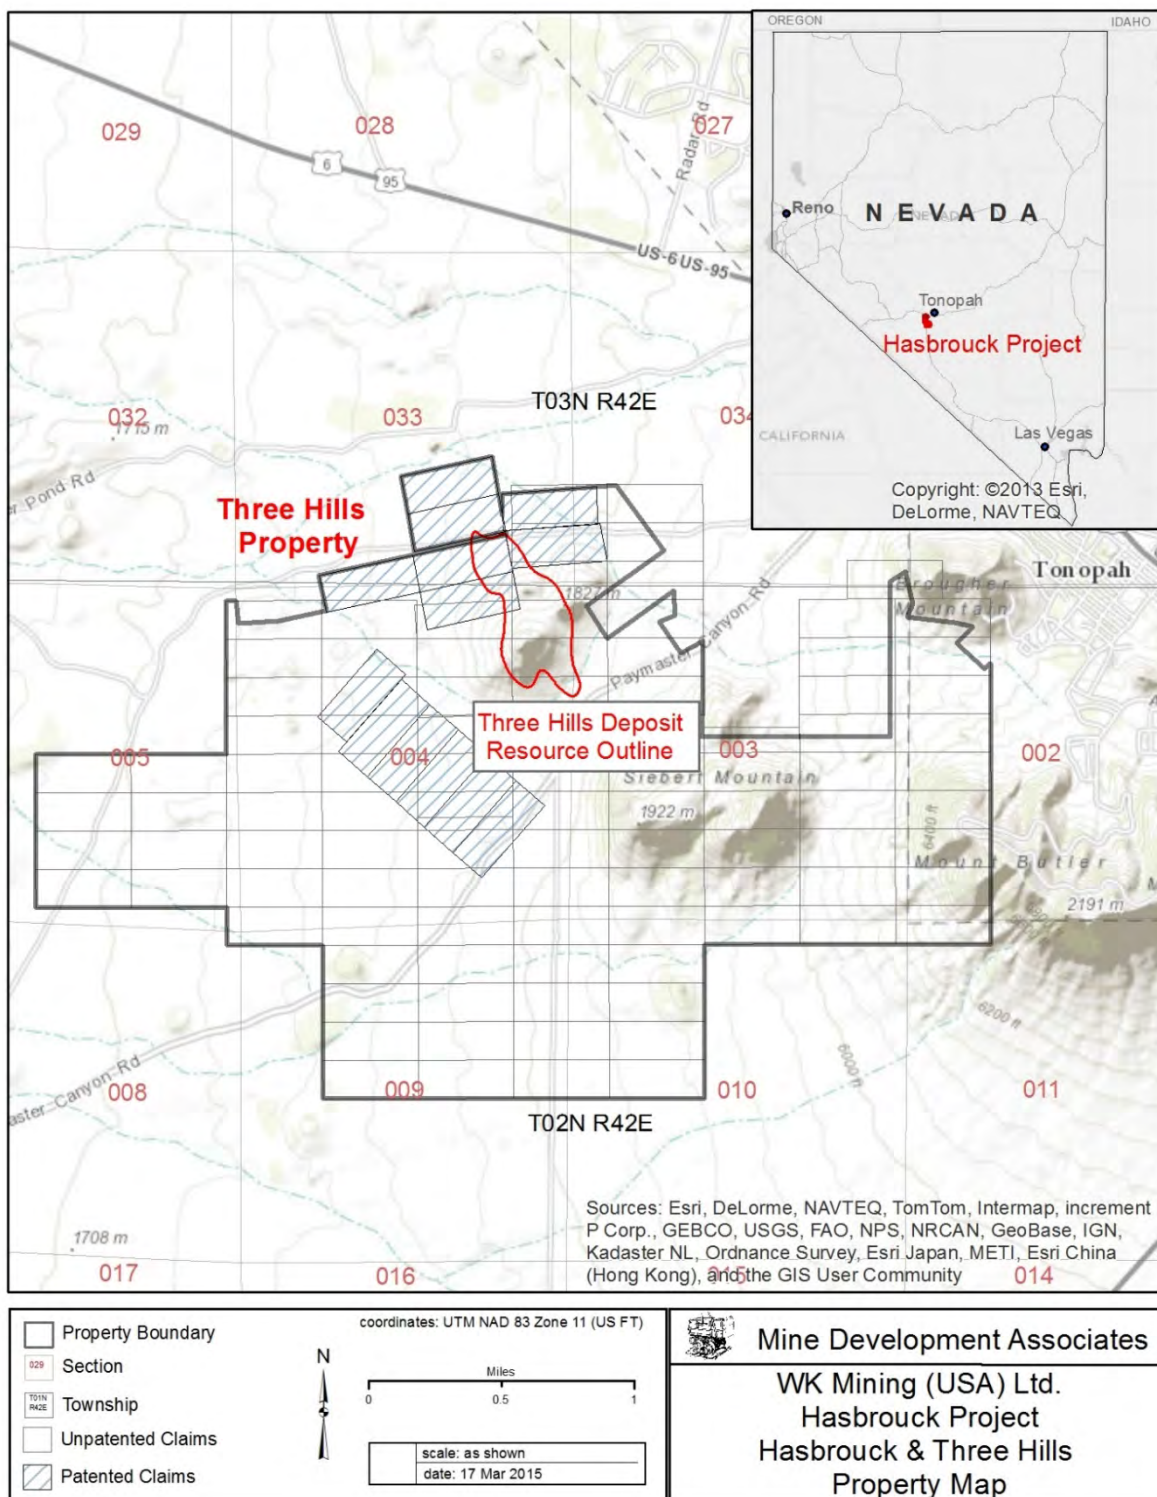 OREGON
IDAHO
029
028
027
Radar Rd
6
95
US-6 US-95
Reno
NEVADA
NEVADA
Tonopah
Hasbrouck Project
CALIFORNIA
Las Vegas
Copyright: ©2013 Esri,
DeLorme, NAVTEQ
T03N R42E
032
033
034
1715 m
Pond Rd
Three Hills
Property
Tonopah
Brougher
Mountain
1827 m
Paymaster Canyon Rd
Three Hills Deposit
Resource Outline
005
004
003
002
Siebert Mountain
1922 m
6400 ft
Mount Butler
2191 m
6200 ft
6000 ft
aster Canyon Rd
008
009
010
011
T02N R42E
Sources: Esri, DeLorme, NAVTEQ, TomTom, Intermap, increment
P Corp., GEBCO, USGS, FAO, NPS, NRCAN, GeoBase, IGN,
Kadaster NL, Ordnance Survey, Esri Japan, METI, Esri China
(Hong Kong), and the GIS User Community
1708 m
017
016
015
014
Property Boundary
029
Section
T01N
R42E
Township
Unpatented Claims
Patented Claims
coordinates: UTM NAD 83 Zone 11 (US FT)
N
Miles
0 0.5 1
scale: as shown
date: 17 Mar 2015
Mine Development Associates
WK Mining (USA) Ltd.
Hasbrouck Project
Hasbrouck & Three Hills
Property Map